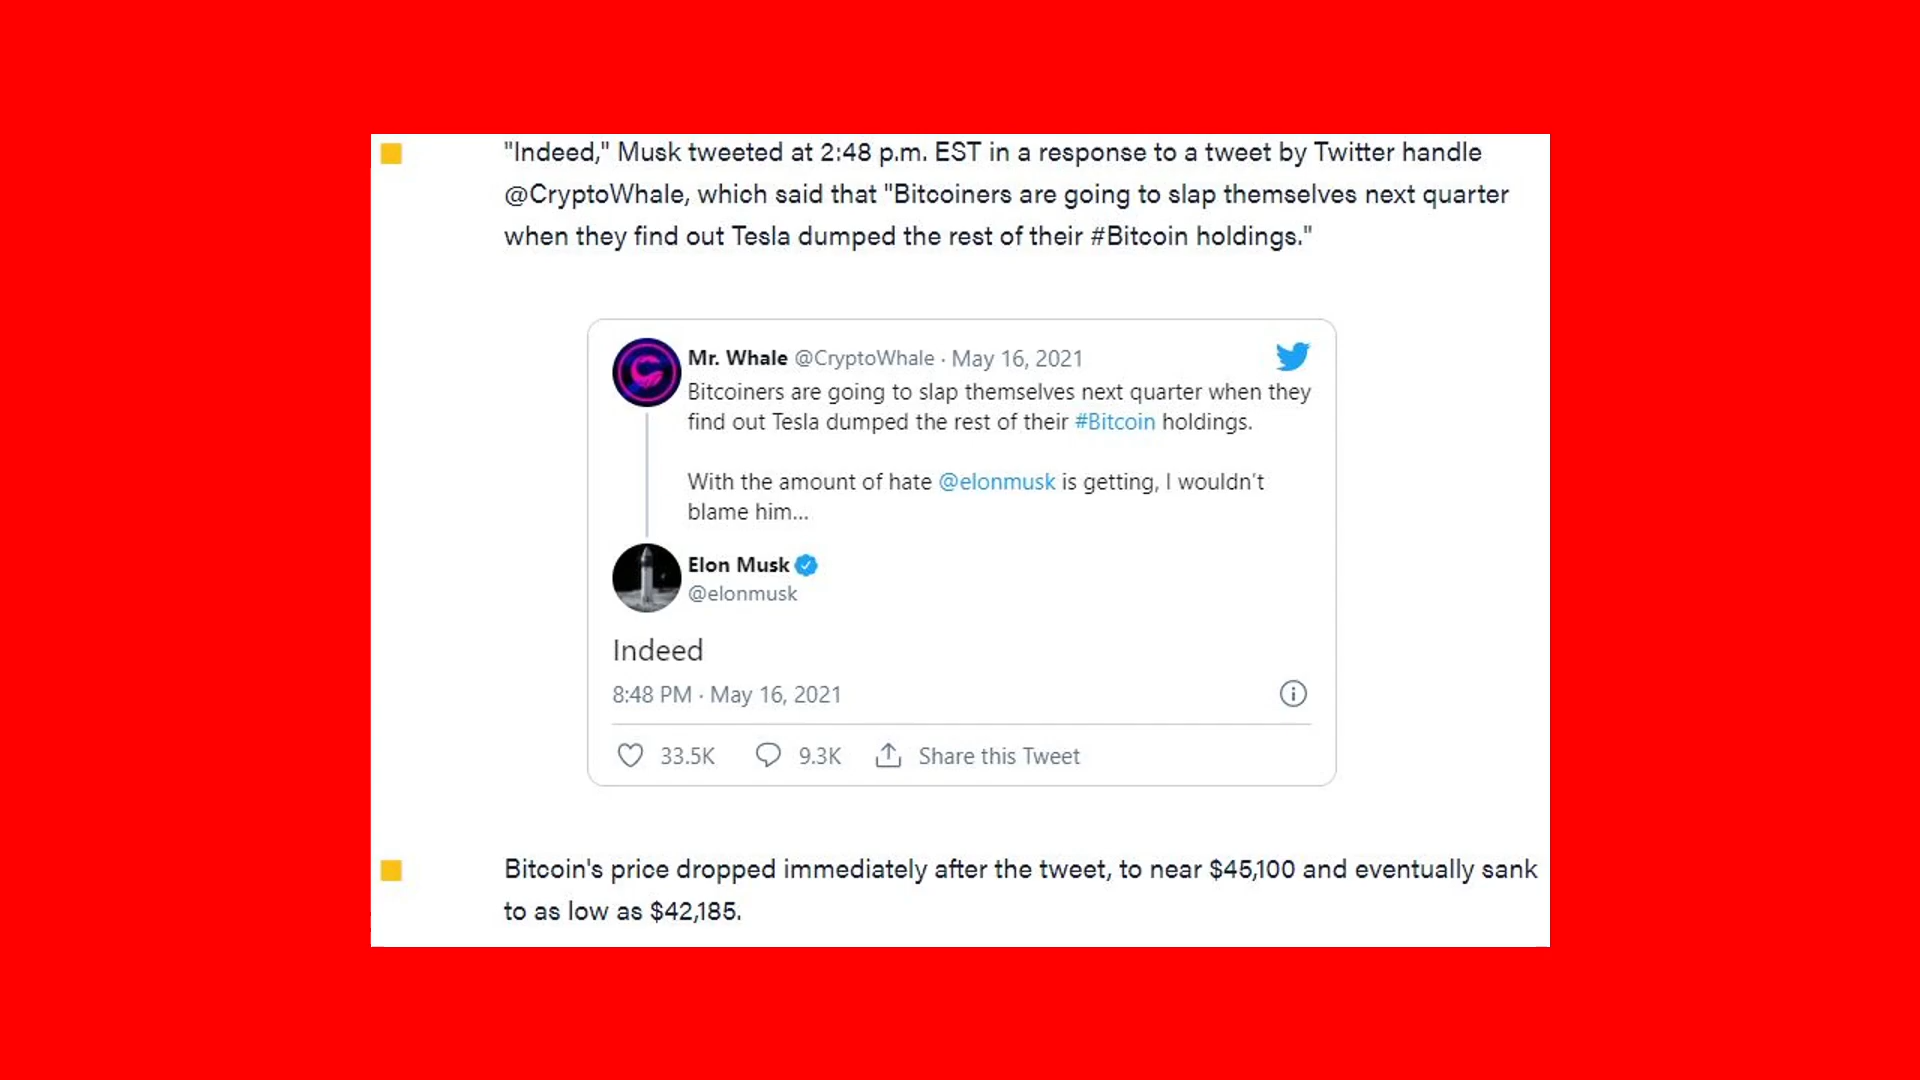 "Indeed," Musk tweeted at 2:48 p.m. EST in a response to a tweet by Twitter handle
@CryptoWhale, which said that "Bitcoiners are going to slap themselves next quarter
when they find out Tesla dumped the rest of their #Bitcoin holdings."
Mr. Whale @CryptoWhale · May 16, 2021
Bitcoiners are going to slap themselves next quarter when they
find out Tesla dumped the rest of their #Bitcoin holdings.
With the amount of hate @elonmusk is getting, I wouldn't
blame him...
Elon Musk
@elonmusk
Indeed
8:48 PM · May 16, 2021
33.5K 9.3K Share this Tweet
Bitcoin's price dropped immediately after the tweet, to near $45,100 and eventually sank
to as low as $42,185.